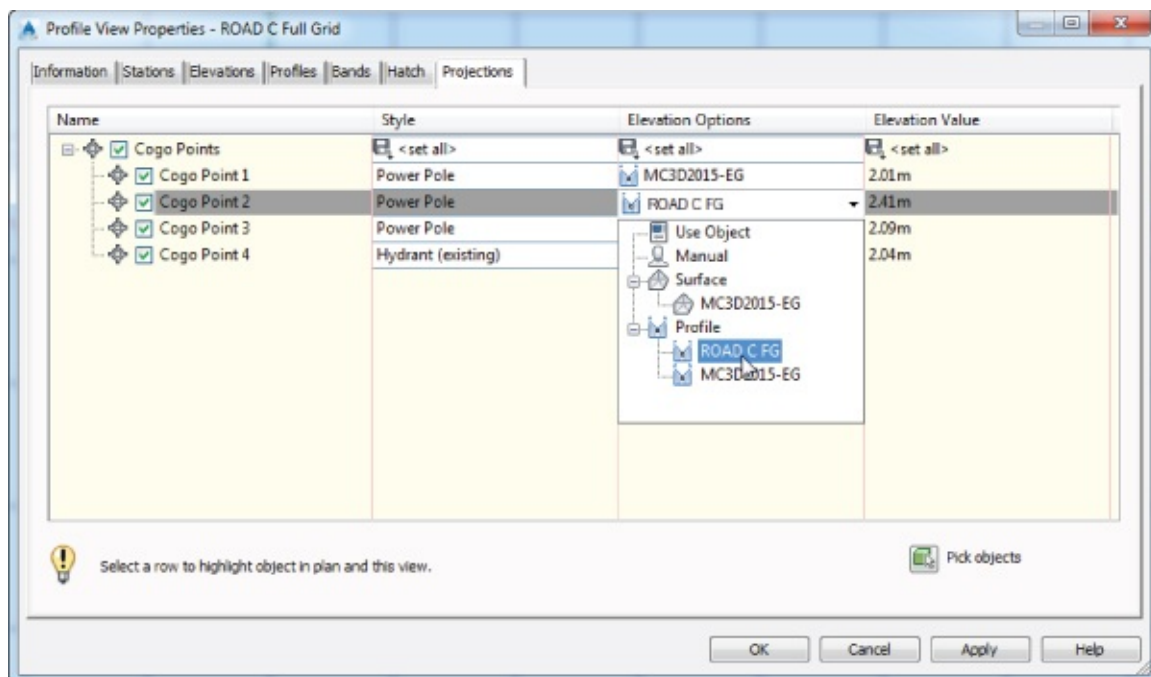 Profile View Properties - ROAD C Full Grid
Information Stations Elevations Profiles Bands Hatch Projections
Name Style Elevation Options Elevation Value
Cogo Points <set all> <set all> <set all>
Cogo Point 1 Power Pole MC3D2015-EG 2.01m
Cogo Point 2 Power Pole ROAD C FG 2.41m
Cogo Point 3 Power Pole 2.09m
Cogo Point 4 Hydrant (existing) 2.04m
Use Object
Manual
Surface
MC3D2015-EG
Profile
ROAD C FG
MC3D2015-EG
Select a row to highlight object in plan and this view. Pick objects
OK Cancel Apply Help